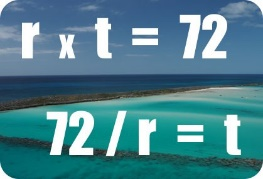 r x t = 72
72 / r = t